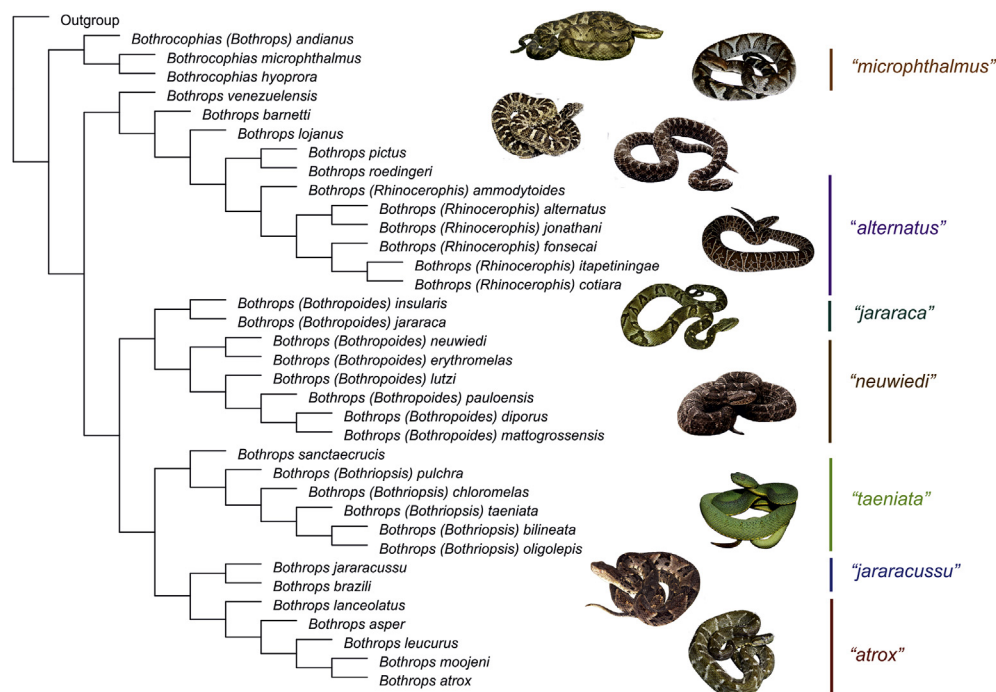 Outgroup
Bothrocophias (Bothrops) andianus
Bothrocophias microphthalmus
Bothrocophias hyoprora
Bothrops venezuelensis
Bothrops barnetti
Bothrops lojanus
Bothrops pictus
Bothrops roedingeri
Bothrops (Rhinocerophis) ammodytoides
Bothrops (Rhinocerophis) alternatus
Bothrops (Rhinocerophis) jonathani
Bothrops (Rhinocerophis) fonsecai
Bothrops (Rhinocerophis) itapetiningae
Bothrops (Rhinocerophis) cotiara
Bothrops (Bothropoides) insularis
Bothrops (Bothropoides) jararaca
Bothrops (Bothropoides) neuwiedi
Bothrops (Bothropoides) erythromelas
Bothrops (Bothropoides) lutzi
Bothrops (Bothropoides) pauloensis
Bothrops (Bothropoides) diporus
Bothrops (Bothropoides) mattogrossensis
Bothrops sanctaecrucis
Bothrops (Bothriopsis) pulchra
Bothrops (Bothriopsis) chloromelas
Bothrops (Bothriopsis) taeniata
Bothrops (Bothriopsis) bilineata
Bothrops (Bothriopsis) oligolepis
Bothrops jararacussu
Bothrops brazili
Bothrops lanceolatus
Bothrops asper
Bothrops leucurus
Bothrops moojeni
Bothrops atrox
“microphthalmus”
“alternatus”
“jararaca”
“neuwiedi”
“taeniata”
“jararacussu”
“atrox”